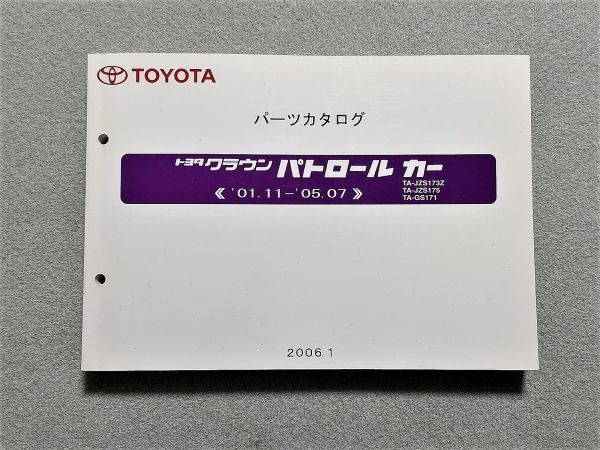 TOYOTA
パーツカタログ
トヨタ クラウン パトロール カー
TA-JZS173Z
TA-JZS175
TA-GS171
≪ '01.11-'05.07 ≫
2006.1